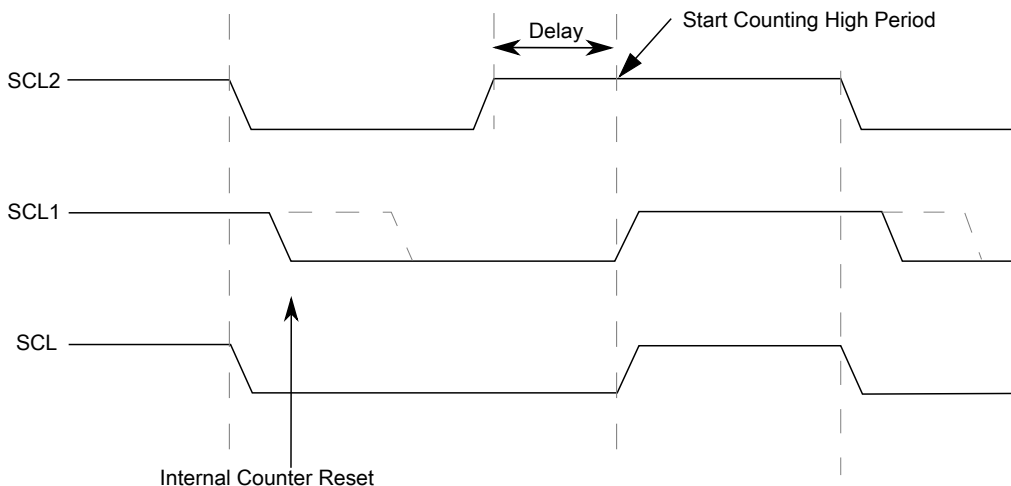 Start Counting High Period
Delay
SCL2
SCL1
SCL
Internal Counter Reset